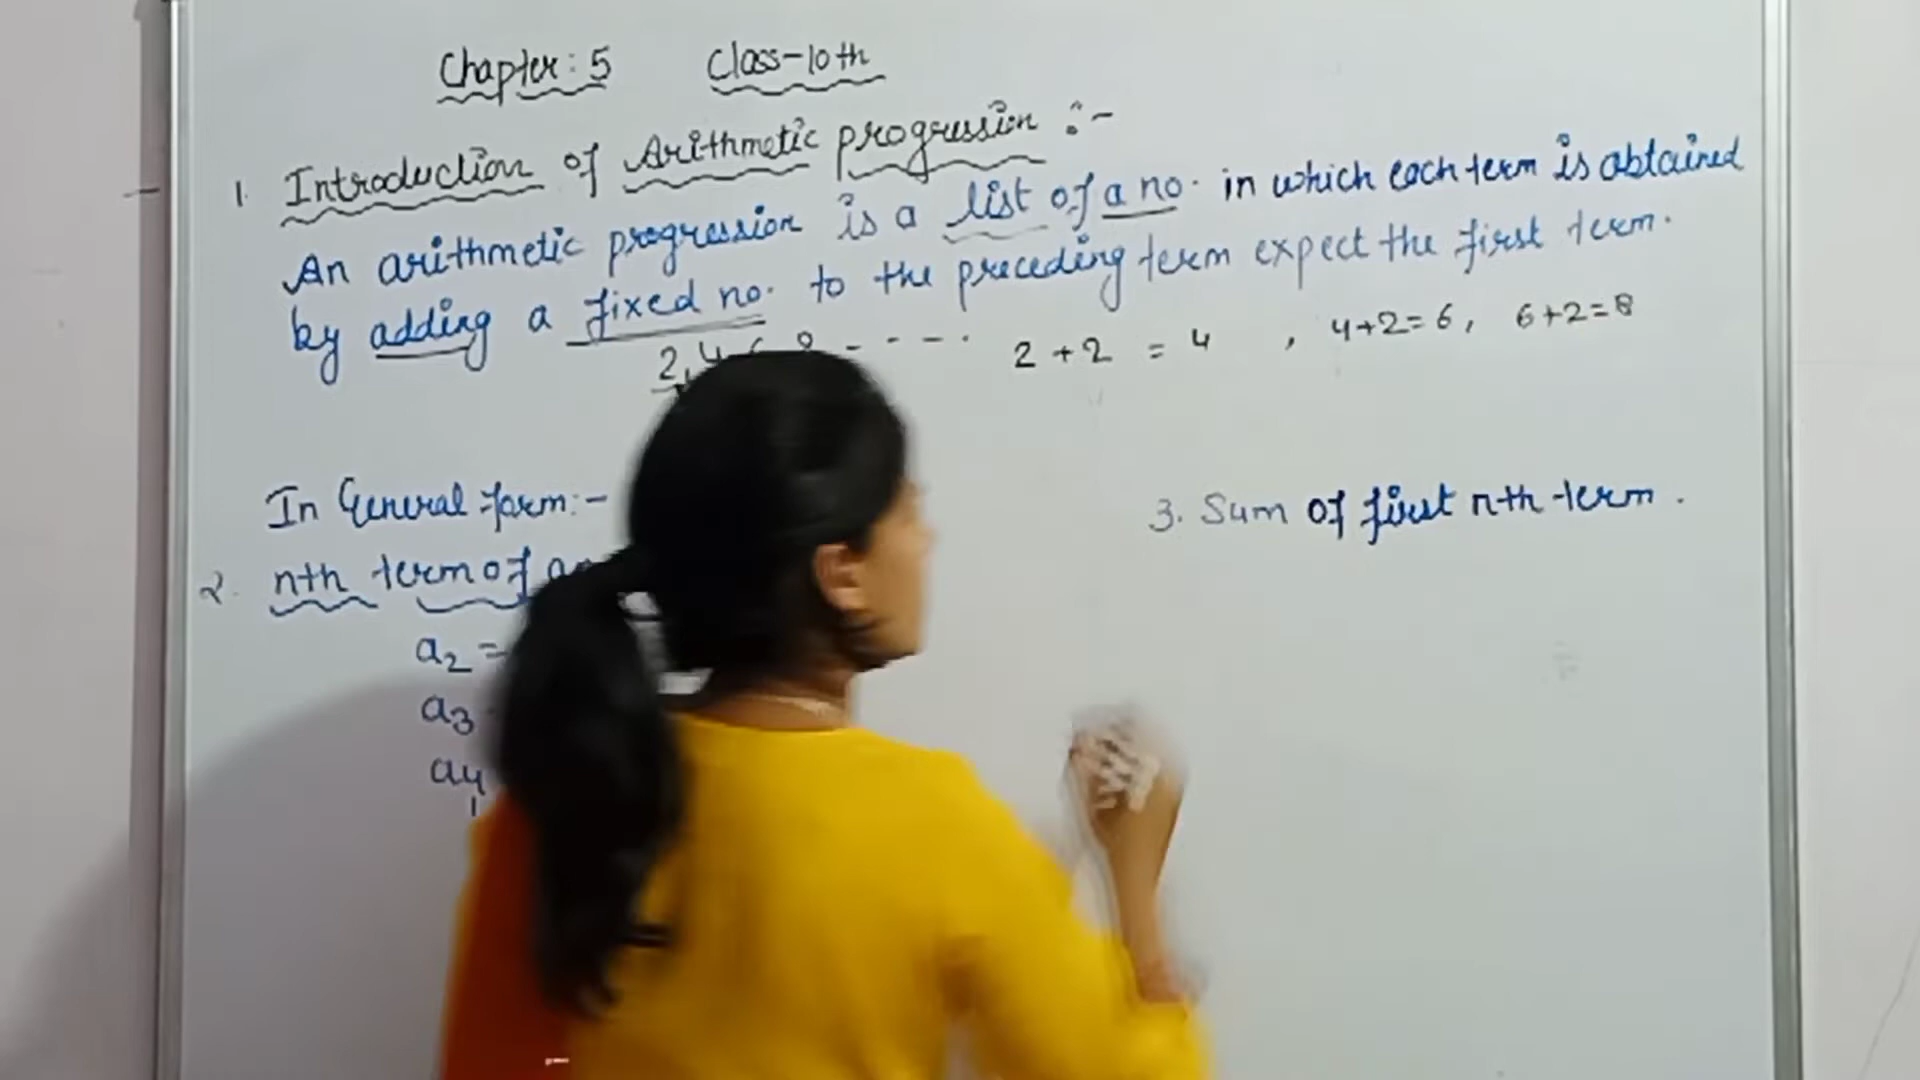 Chapter: 5 Class-10th
1. Introduction of Arithmetic progression :-
An arithmetic progression is a list of a no. in which each term is obtained
by adding a fixed no. to the preceding term expect the first term.
2, 4 - - - . 2 + 2 = 4 , 4+2=6, 6+2=8
In General form:-
2. nth term of
a2 =
a3
a4
3. Sum of first nth term.